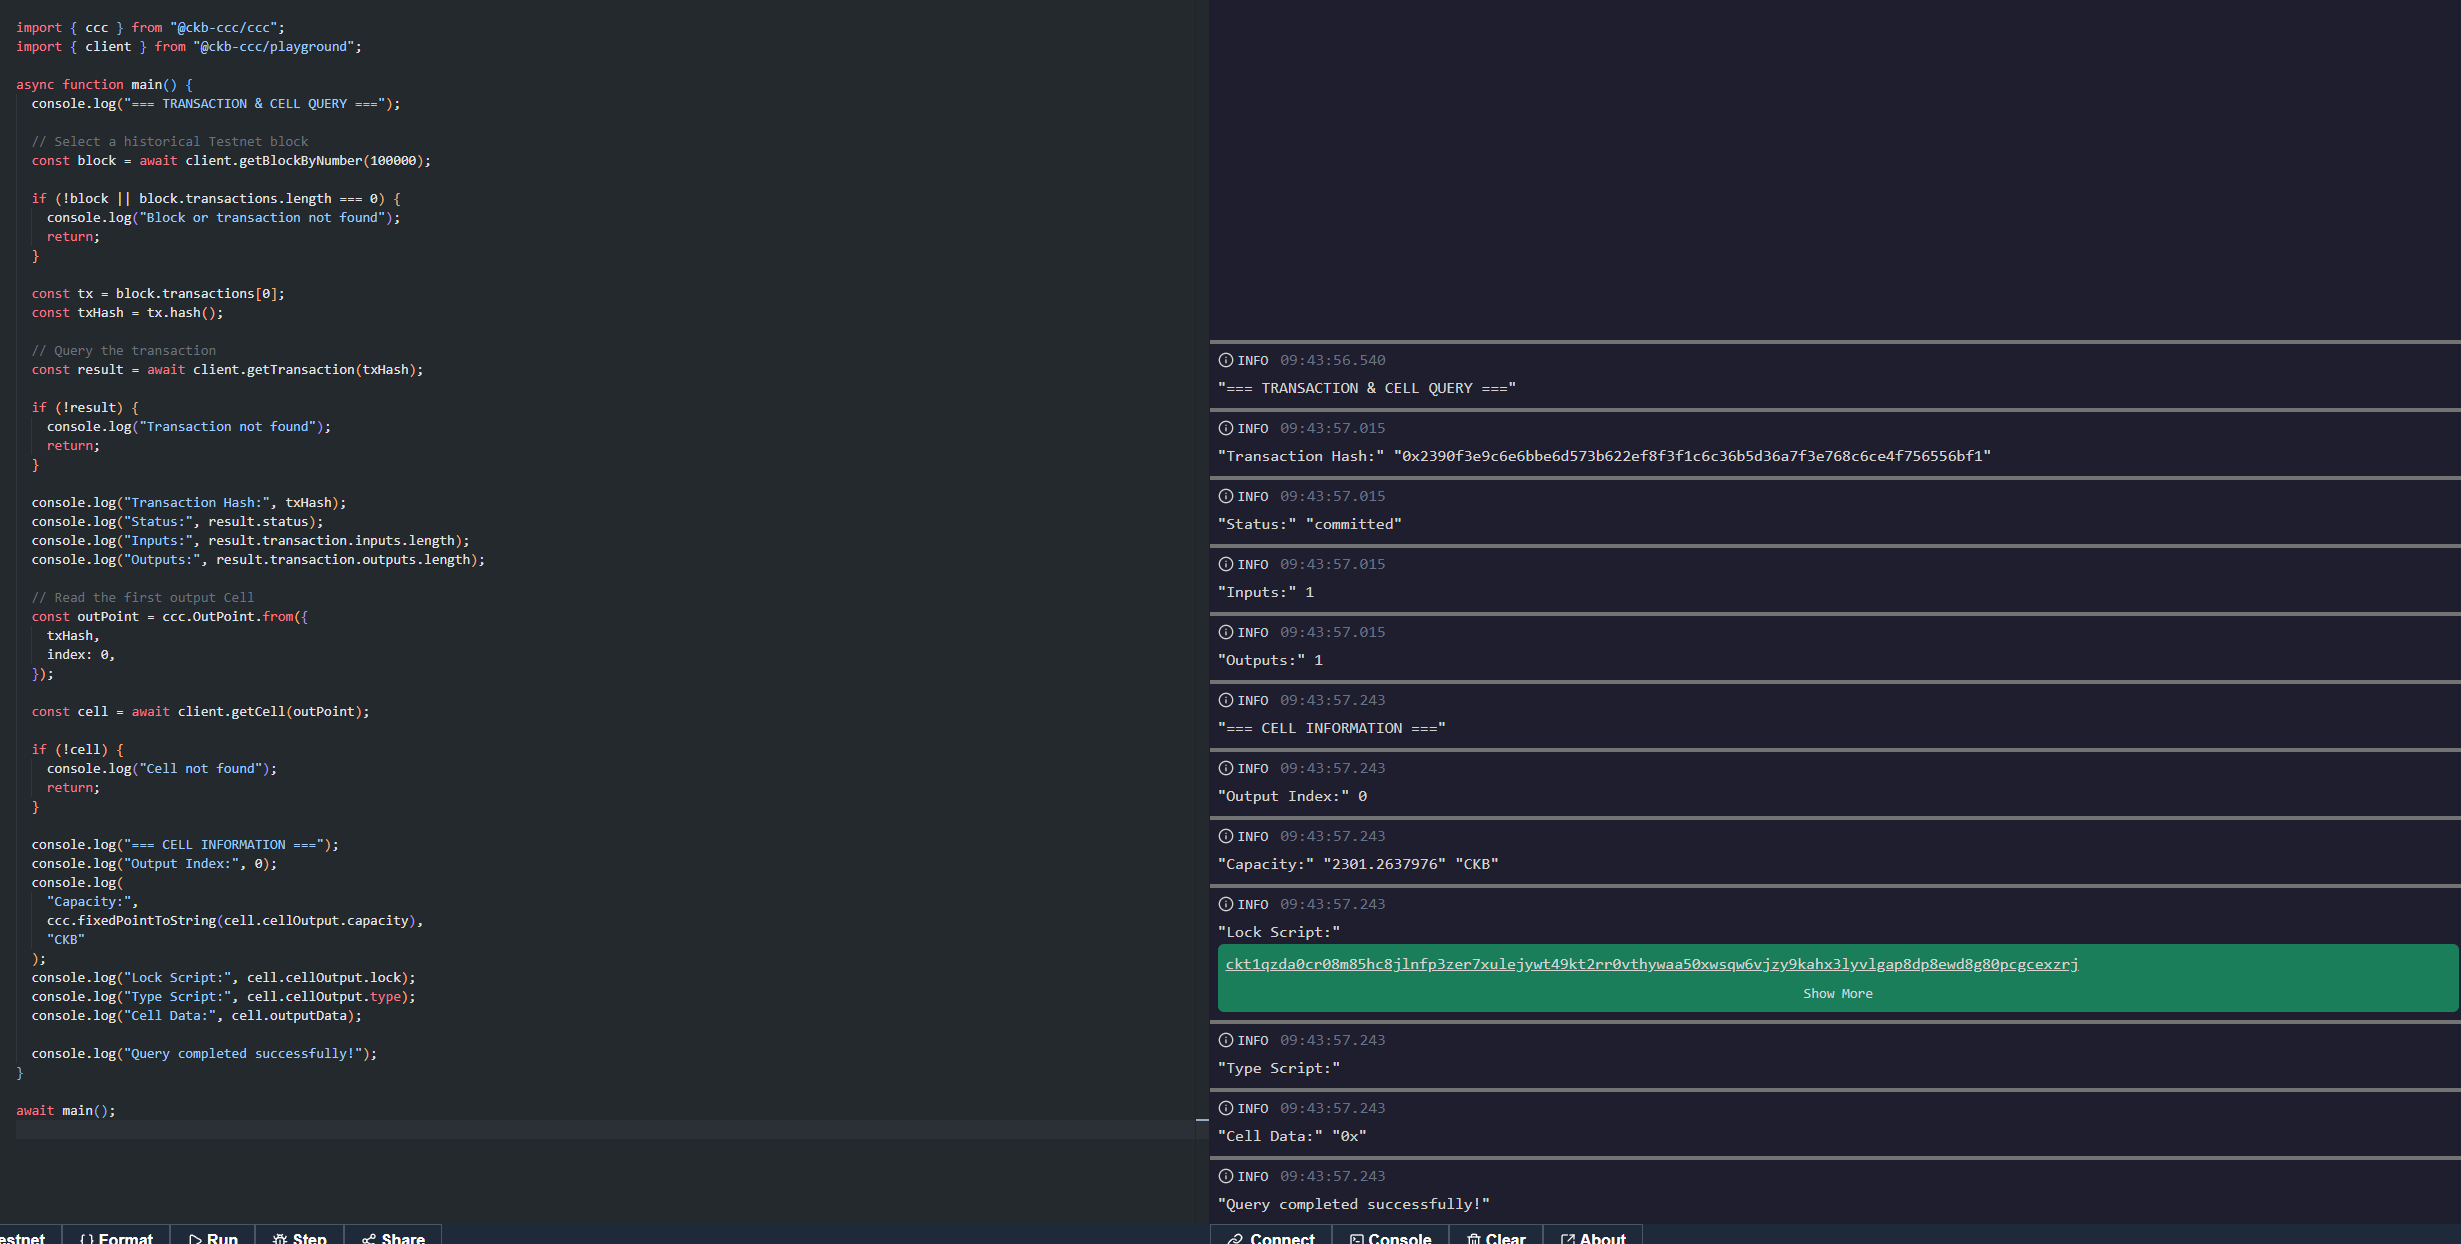 import { ccc } from "@ckb-ccc/ccc";
import { client } from "@ckb-ccc/playground";
async function main() {
console.log("=== TRANSACTION & CELL QUERY ===");
// Select a historical Testnet block
const block = await client.getBlockByNumber(100000);
if (!block || block.transactions.length === 0) {
console.log("Block or transaction not found");
return;
}
const tx = block.transactions[0];
const txHash = tx.hash();
// Query the transaction
const result = await client.getTransaction(txHash);
if (!result) {
console.log("Transaction not found");
return;
}
console.log("Transaction Hash:", txHash);
console.log("Status:", result.status);
console.log("Inputs:", result.transaction.inputs.length);
console.log("Outputs:", result.transaction.outputs.length);
// Read the first output Cell
const outPoint = ccc.OutPoint.from({
txHash,
index: 0,
});
const cell = await client.getCell(outPoint);
if (!cell) {
console.log("Cell not found");
return;
}
console.log("=== CELL INFORMATION ===");
console.log("Output Index:", 0);
console.log(
"Capacity:",
ccc.fixedPointToString(cell.cellOutput.capacity),
"CKB"
);
console.log("Lock Script:", cell.cellOutput.lock);
console.log("Type Script:", cell.cellOutput.type);
console.log("Cell Data:", cell.outputData);
console.log("Query completed successfully!");
}
await main();
estnet
{} Format
Run
Step
Share
INFO 09:43:56.540
"=== TRANSACTION & CELL QUERY ==="
INFO 09:43:57.015
"Transaction Hash:" "0x2390f3e9c6e6bbe6d573b622ef8f3f1c6c36b5d36a7f3e768c6ce4f756556bf1"
INFO 09:43:57.015
"Status:" "committed"
INFO 09:43:57.015
"Inputs:" 1
INFO 09:43:57.015
"Outputs:" 1
INFO 09:43:57.243
"=== CELL INFORMATION ==="
INFO 09:43:57.243
"Output Index:" 0
INFO 09:43:57.243
"Capacity:" "2301.2637976" "CKB"
INFO 09:43:57.243
"Lock Script:"
ckt1qzda0cr08m85hc8jlnfp3zer7xulejywt49kt2rr0vthywaa50xwsqw6vjzy9kahx3lyvlgap8dp8ewd8g80pcgcexzrj
Show More
INFO 09:43:57.243
"Type Script:"
INFO 09:43:57.243
"Cell Data:" "0x"
INFO 09:43:57.243
"Query completed successfully!"
Connect
Console
Clear
About